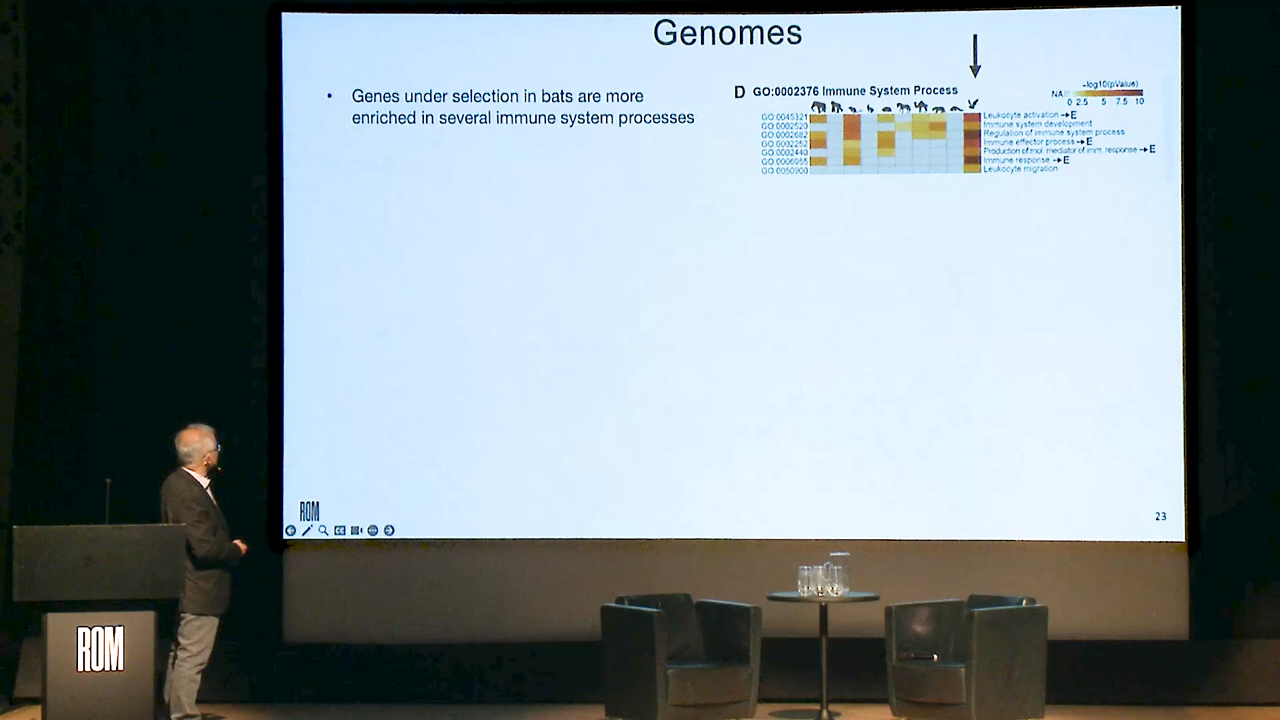 Genomes
• Genes under selection in bats are more
enriched in several immune system processes
D GO:0002376 Immune System Process
-log10(pValue)
NA
0 2.5 5 7.5 10
GO:0045321 Leukocyte activation →E
GO:0002520 Immune system development
GO:0002682 Regulation of immune system process
GO:0002252 Immune effector process →E
GO:0002440 Production of mol. mediator of imm. response →E
GO:0006955 Immune response →E
GO:0050900 Leukocyte migration
ROM
23
ROM